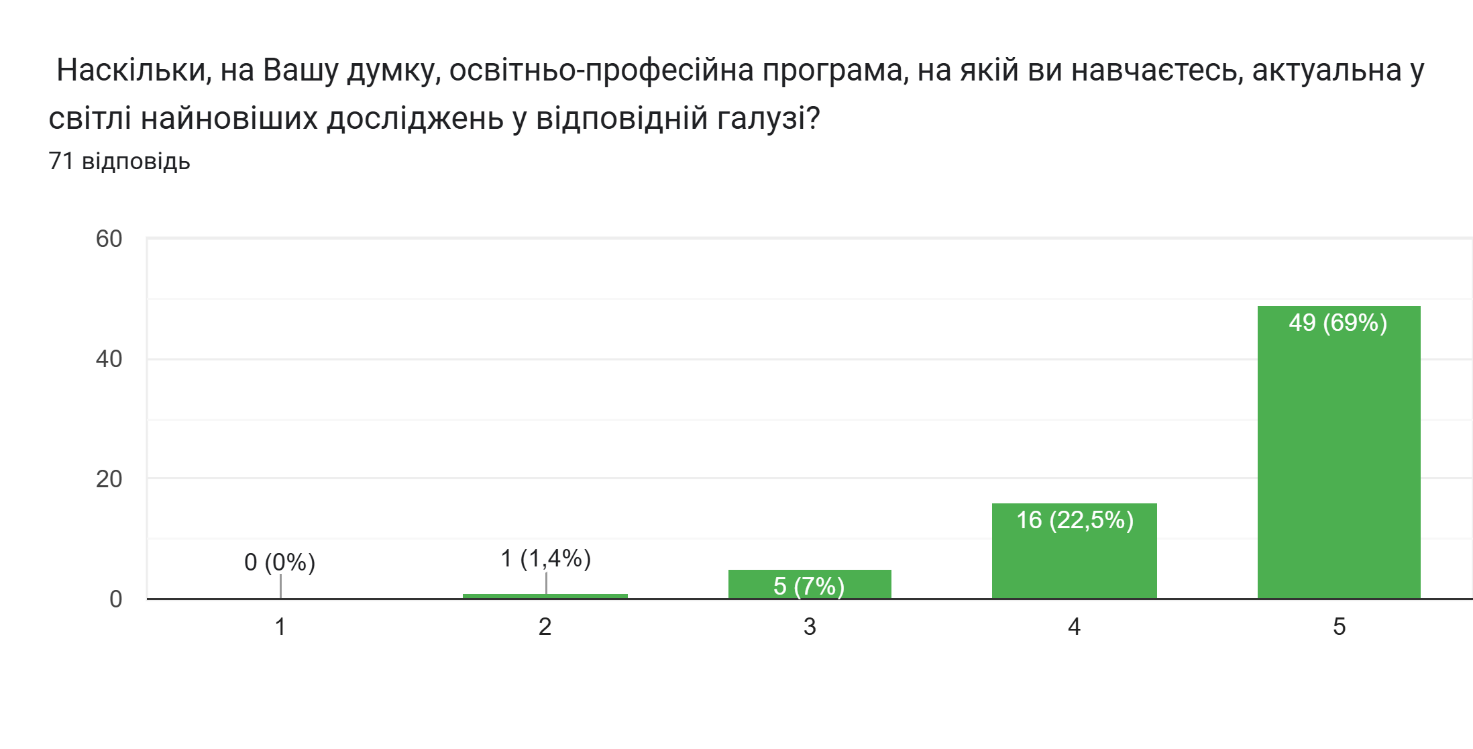 Наскільки, на Вашу думку, освітньо-професійна програма, на якій ви навчаєтесь, актуальна у
світлі найновіших досліджень у відповідній галузі?
71 відповідь
60
40
20
0
0 (0%)
1 (1,4%)
5 (7%)
16 (22,5%)
49 (69%)
1 2 3 4 5